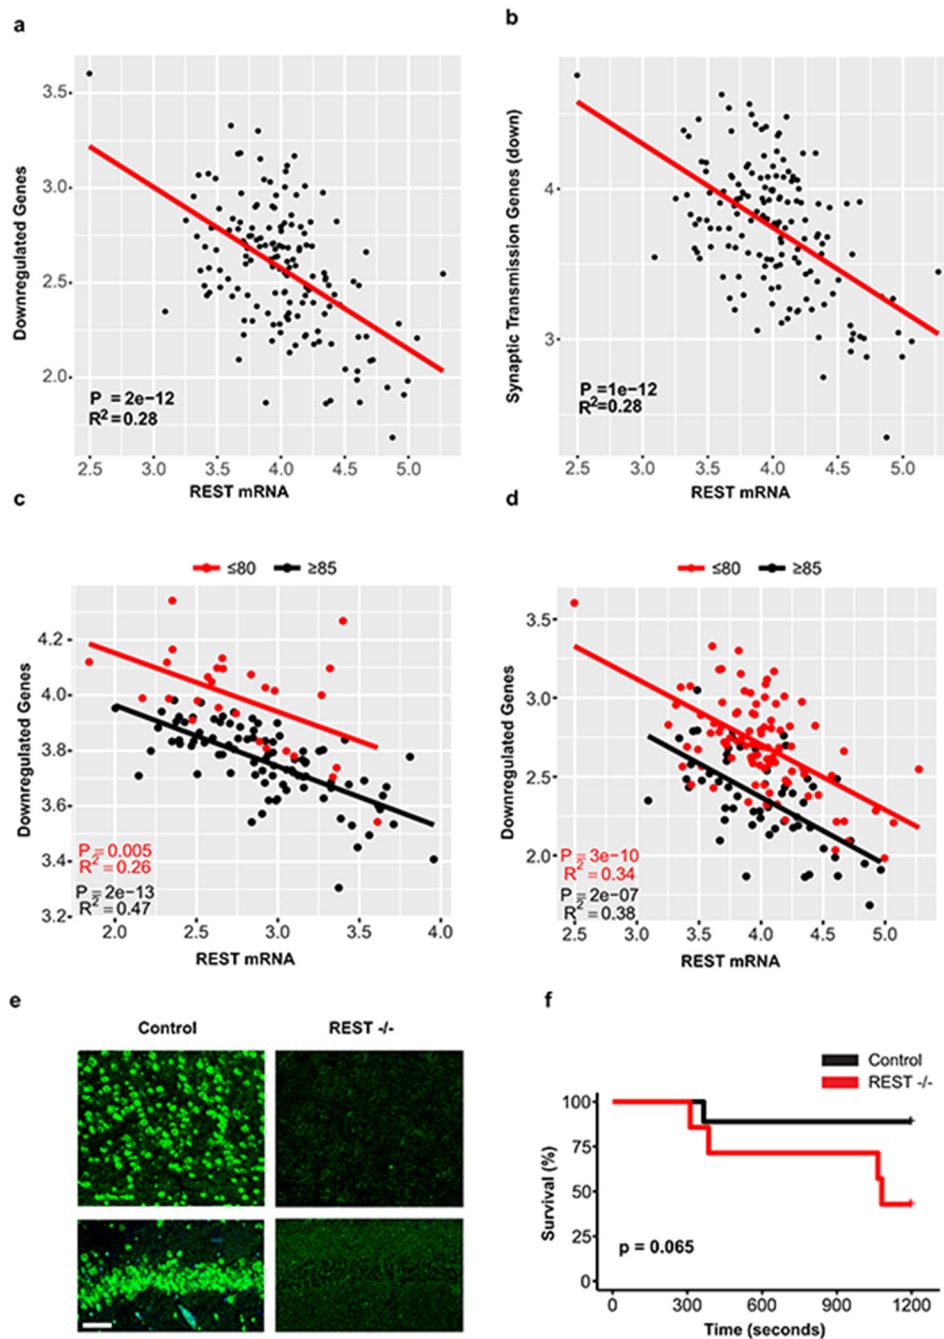 a
b
Downregulated Genes
3.5
3.0
2.5
2.0
P = 2e−12
R²=0.28
2.5 3.0 3.5 4.0 4.5 5.0
REST mRNA
Synaptic Transmission Genes (down)
4
3
P =1e−12
R²=0.28
2.5 3.0 3.5 4.0 4.5 5.0
REST mRNA
c
d
≤80 ≥85
Downregulated Genes
4.2
4.0
3.8
3.6
3.4
3.2
P = 0.005
R² = 0.26
P = 2e−13
R² = 0.47
2.0 2.5 3.0 3.5 4.0
REST mRNA
≤80 ≥85
Downregulated Genes
3.5
3.0
2.5
2.0
P = 3e−10
R² = 0.34
P = 2e−07
R² = 0.38
2.5 3.0 3.5 4.0 4.5 5.0
REST mRNA
e
f
Control REST -/-
Control
REST -/-
Survival (%)
100
75
50
25
0
p = 0.065
0 300 600 900 1200
Time (seconds)